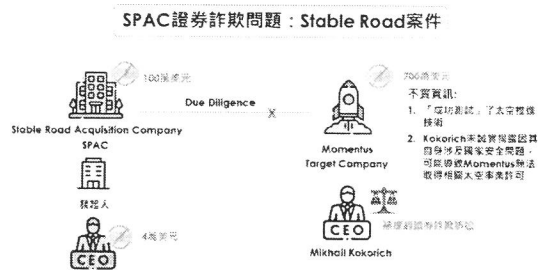 SPAC證券詐欺問題：Stable Road案件
100萬美元
700萬美元
Due Diligence
X
不實資訊:
1. 「成功測試」了太空推進技術
2. Kokorich未誠實揭露因其自身涉及國家安全問題，可能導致Momentus無法取得相關太空事業許可
Stable Road Acquisition Company
SPAC
Momentus
Target Company
發起人
4萬美元
CEO
CEO
Mikhail Kokorich